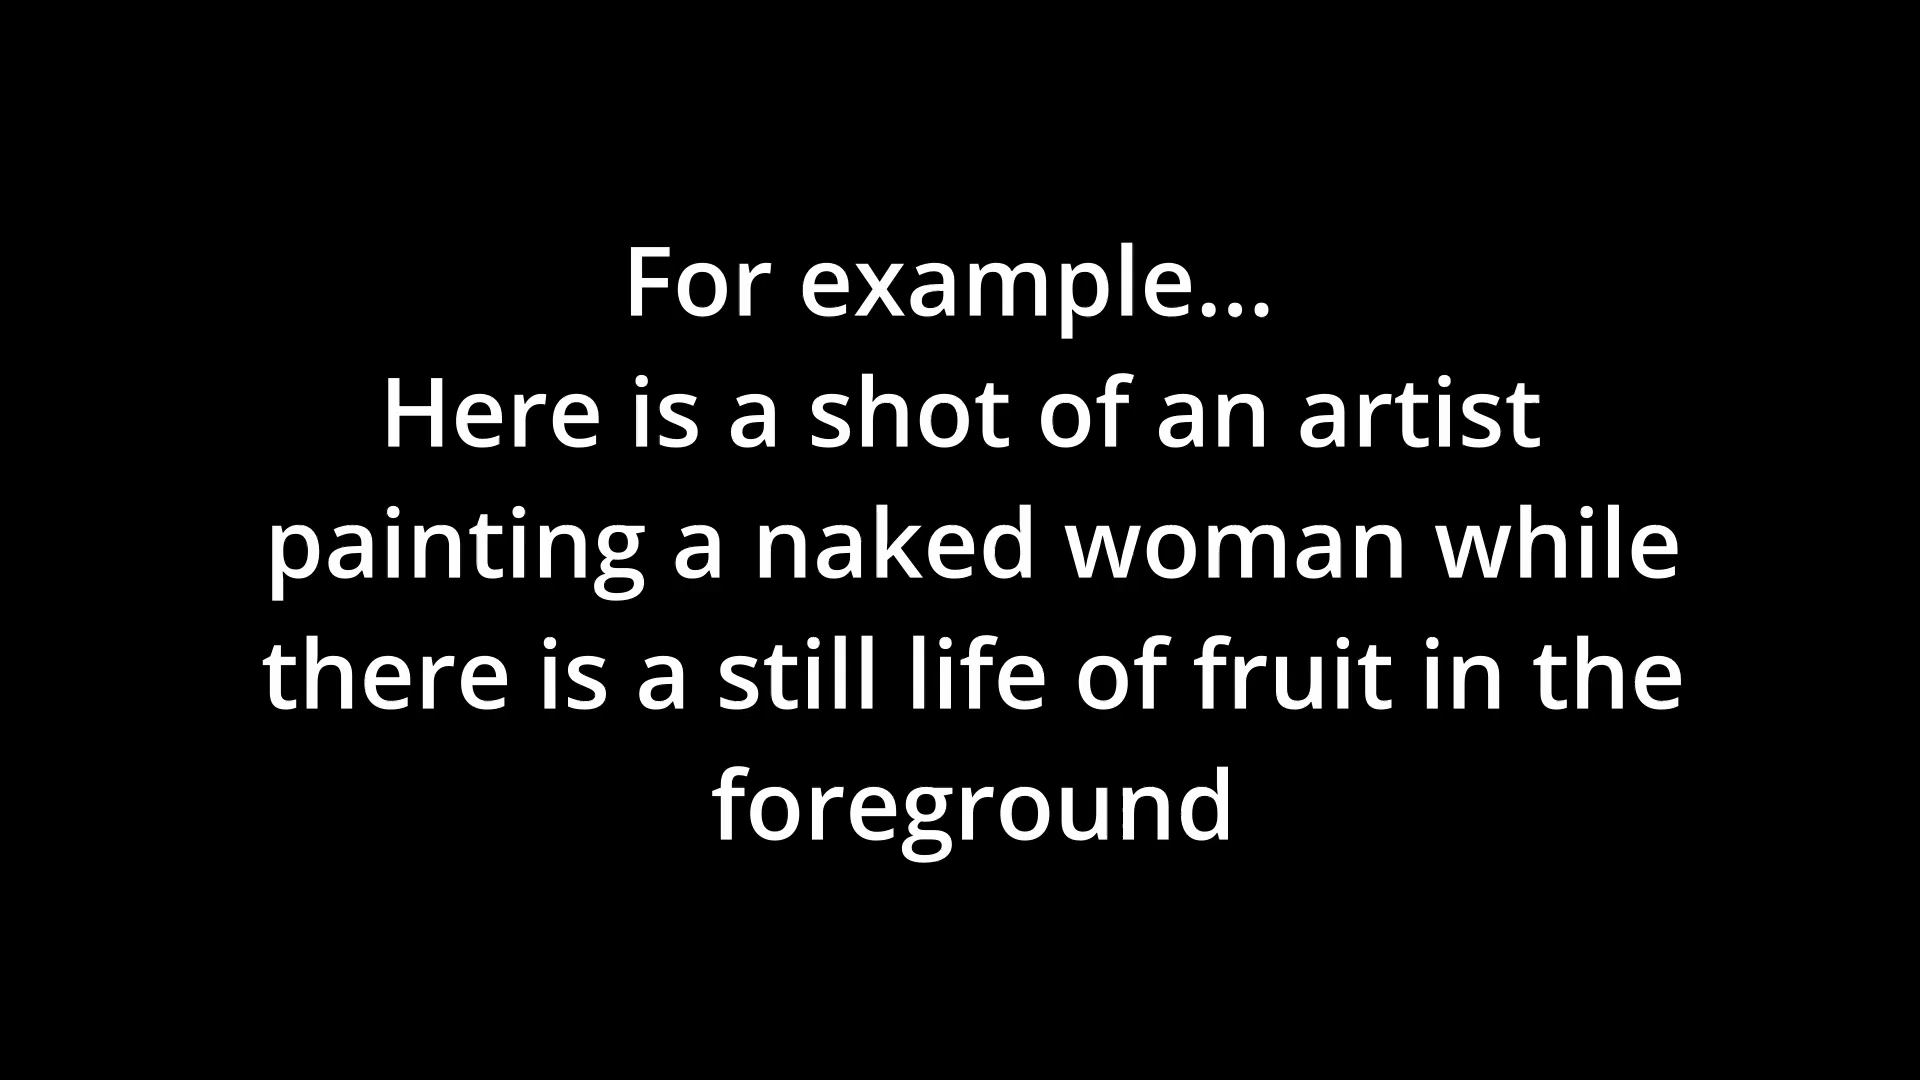 For example...
Here is a shot of an artist
painting a naked woman while
there is a still life of fruit in the
foreground